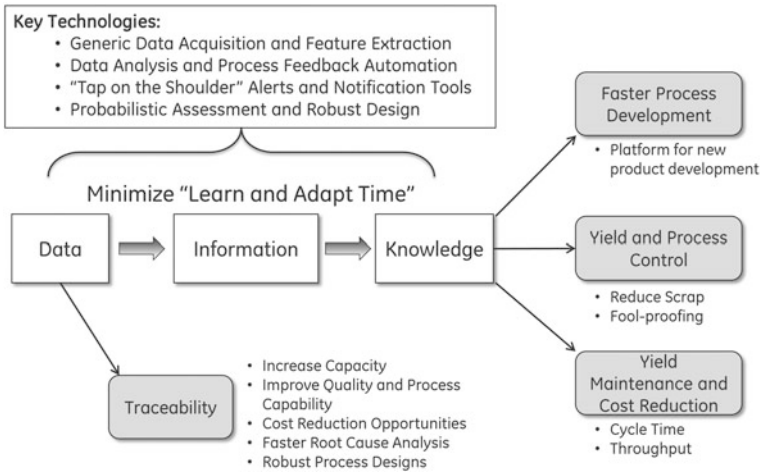 Key Technologies:
• Generic Data Acquisition and Feature Extraction
• Data Analysis and Process Feedback Automation
• “Tap on the Shoulder” Alerts and Notification Tools
• Probabilistic Assessment and Robust Design
Minimize “Learn and Adapt Time”
Data
Information
Knowledge
Faster Process
Development
• Platform for new
product development
Yield and Process
Control
• Reduce Scrap
• Fool-proofing
Yield
Maintenance and
Cost Reduction
• Cycle Time
• Throughput
Traceability
• Increase Capacity
• Improve Quality and Process
Capability
• Cost Reduction Opportunities
• Faster Root Cause Analysis
• Robust Process Designs